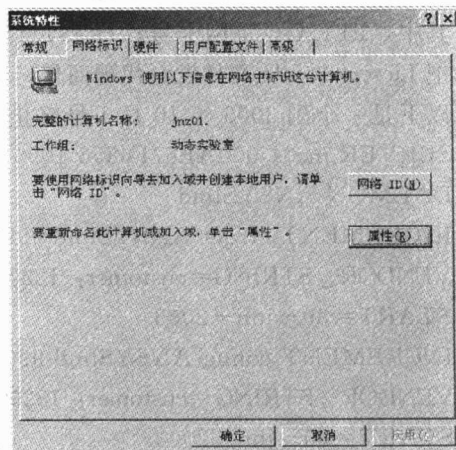 系统特性
常规 网络标识 硬件 用户配置文件 高级
Windows 使用以下信息在网络中标识这台计算机。
完整的计算机名称: jnz01.
工作组: 动态实验室
要使用网络标识向导去加入域并创建本地用户，请单
击“网络 ID”。
网络 ID(N)
要重新命名此计算机或加入域，单击“属性”。
属性(R)
确定 取消 应用(A)